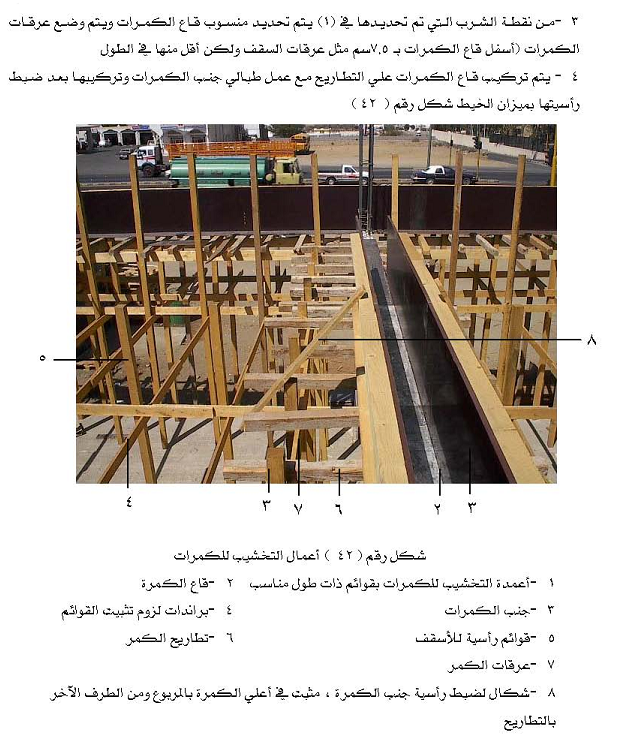 ٣ -من نقطة الشرب التي تم تحديدها في (١) يتم تحديد منسوب قاع الكمرات ويتم وضع عرقات
الكمرات (أسفل قاع الكمرات بـ ٧,٥سم مثل عرقات السقف ولكن أقل منها في الطول
٤ - يتم تركيب قاع الكمرات علي التطاريح مع عمل طبالي جنب الكمرات وتركيبها بعد ضبط
رأسيتها بميزان الخيط شكل رقم ( ٤٢ )
٨
٥
٤
٣
٧
٦
٢
٣
شكل رقم ( ٤٢ ) أعمال التخشيب للكمرات
١ -أعمدة التخشيب للكمرات بقوائم ذات طول مناسب ٢ -قاع الكمرة
٣ -جنب الكمرات ٤ -براندات لزوم تثبيت القوائم
٥ -قوائم رأسية للأسقف ٦ -تطاريح الكمر
٧ -عرقات الكمر
٨ -شكال لضبط رأسية جنب الكمرة ، مثبت في أعلي الكمرة بالمربوع ومن الطرف الآخر
بالتطاريح